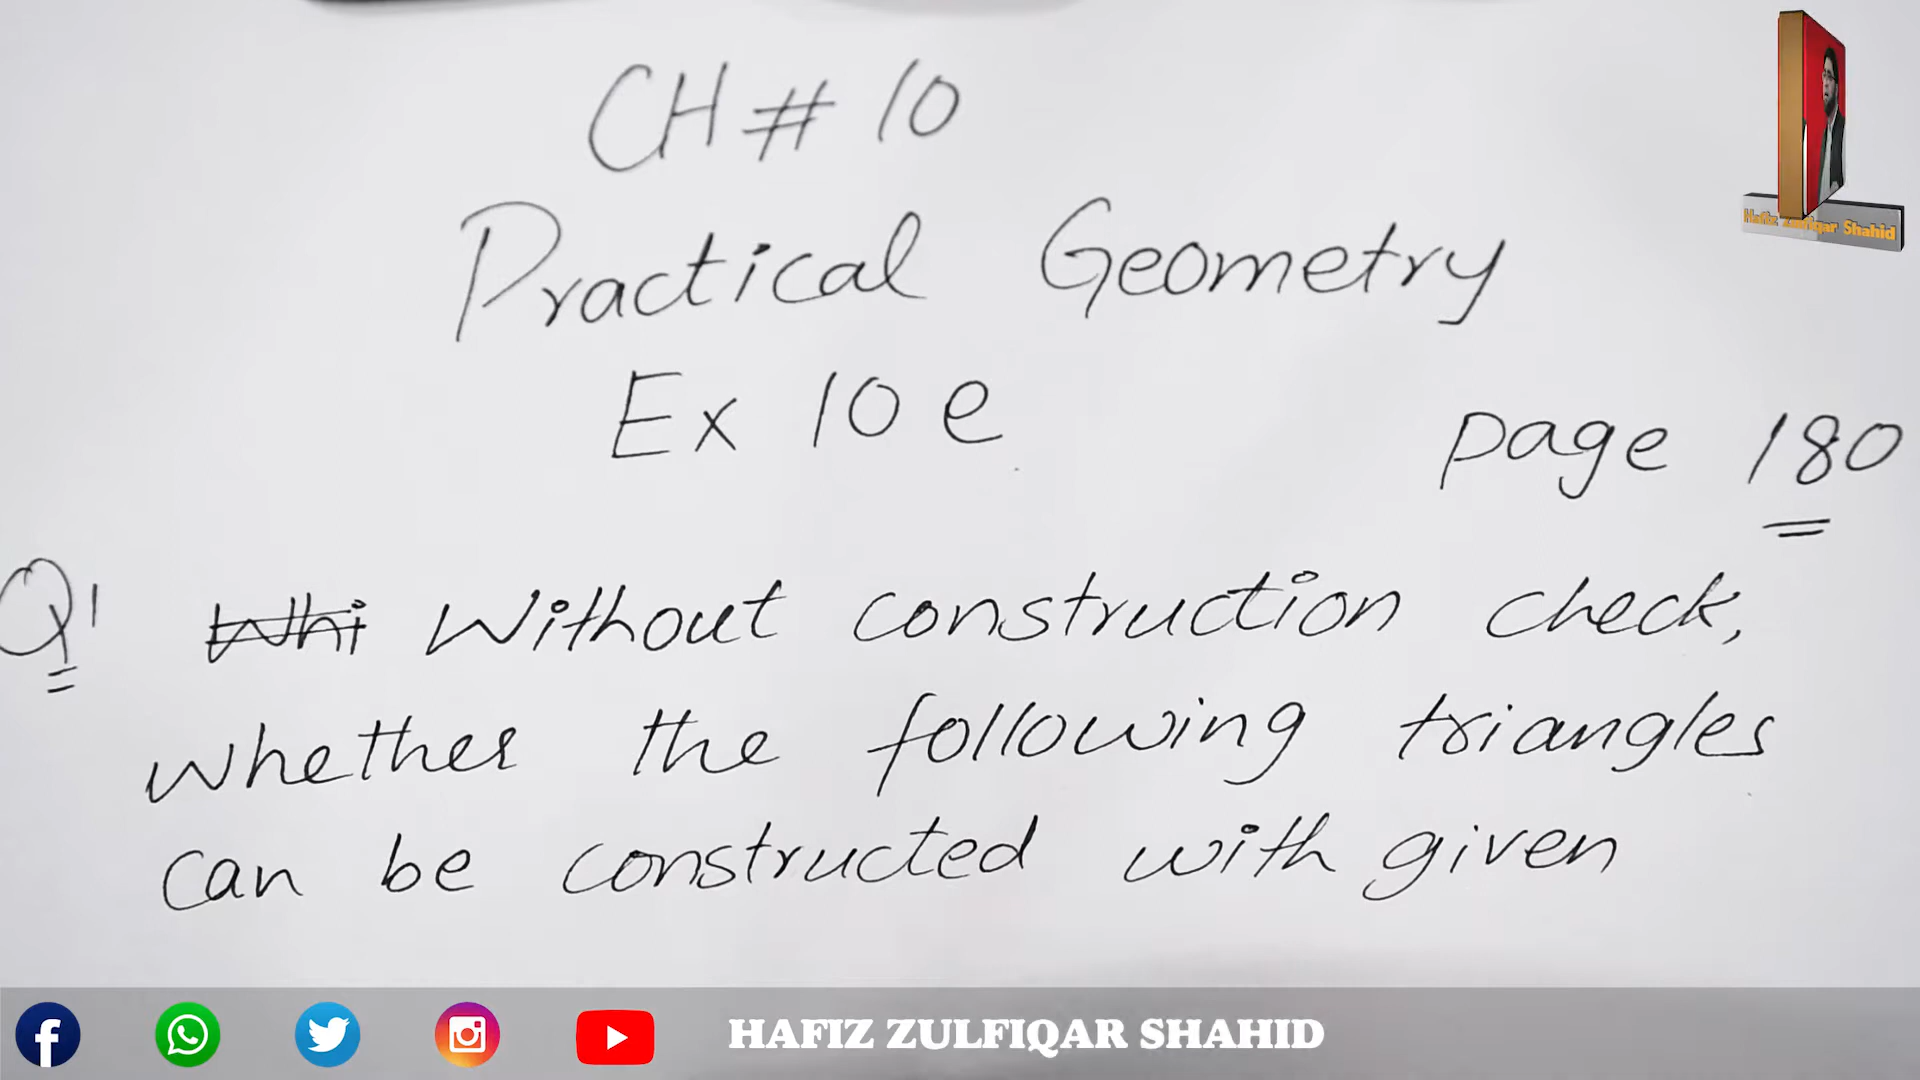 CH # 10
Practical Geometry
Ex 10 e
page 180
Q1 Whi Without construction check,
whether the following triangles
can be constructed with given
Hafiz Zulfiqar Shahid
HAFIZ ZULFIQAR SHAHID